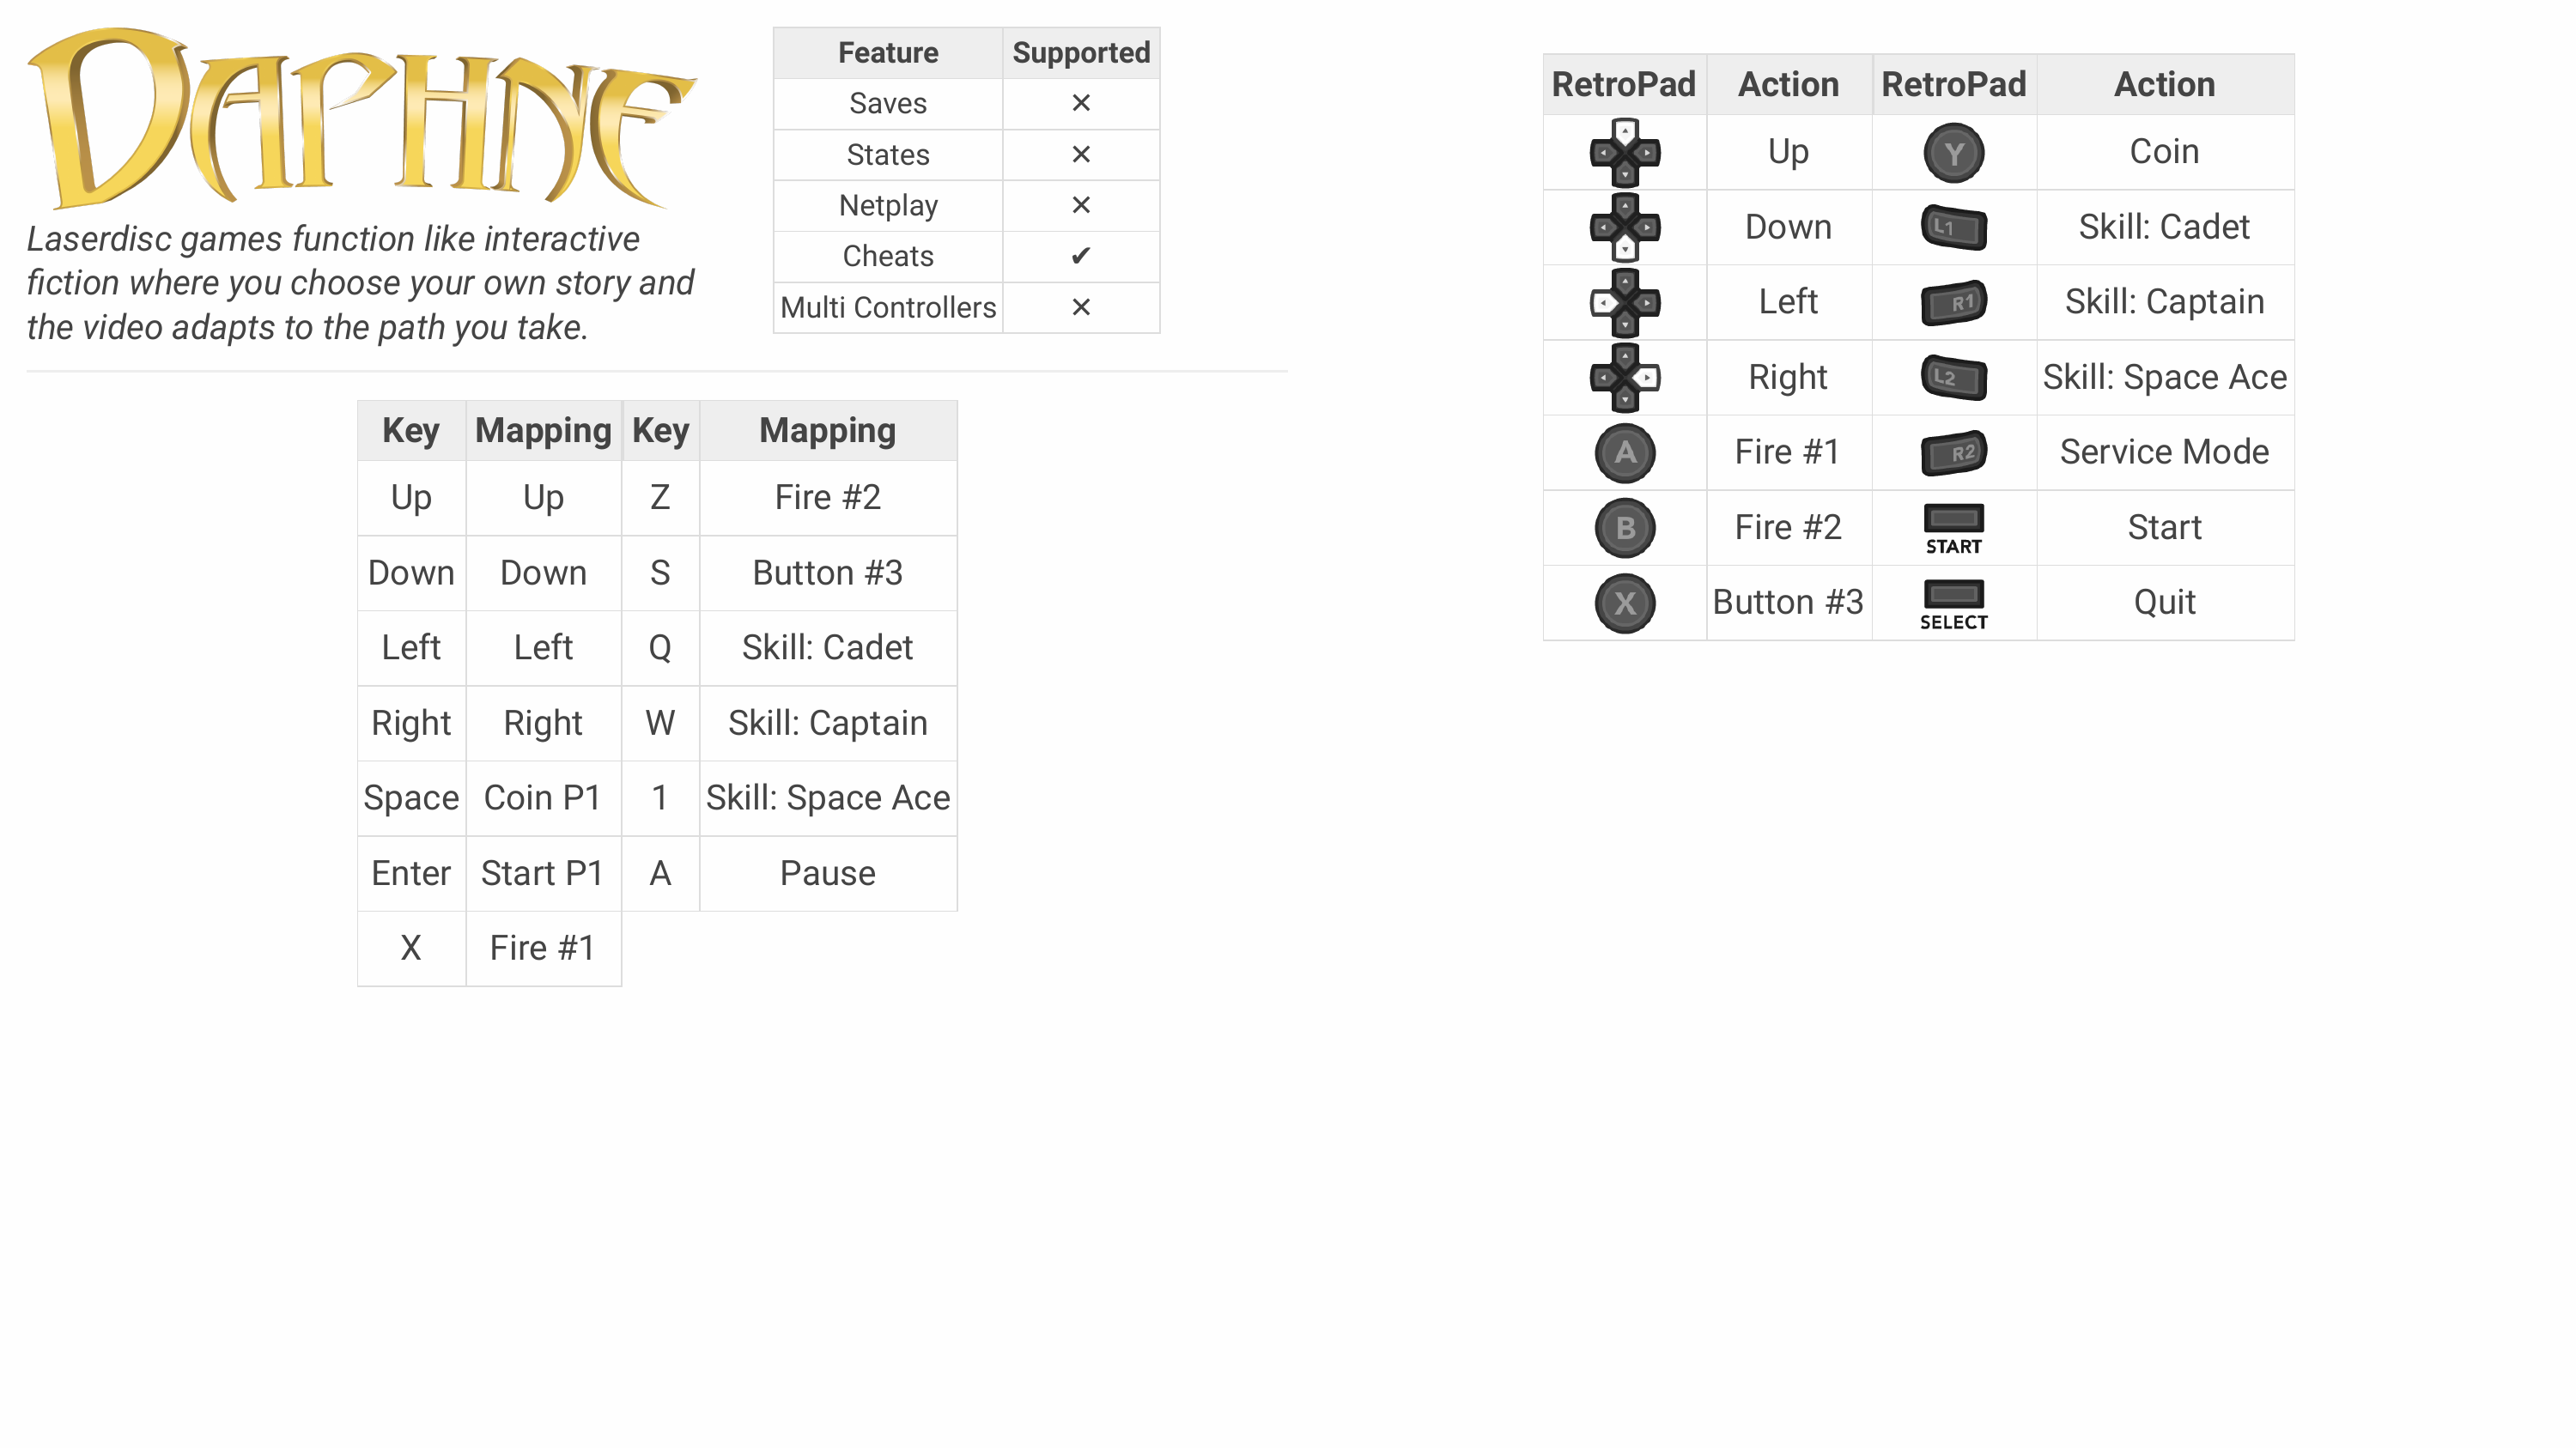 DAPHNE
Laserdisc games function like interactive
fiction where you choose your own story and
the video adapts to the path you take.
Feature Supported
Saves ✕
States ✕
Netplay ✕
Cheats ✔
Multi Controllers ✕
Key Mapping Key Mapping
Up Up Z Fire #2
Down Down S Button #3
Left Left Q Skill: Cadet
Right Right W Skill: Captain
Space Coin P1 1 Skill: Space Ace
Enter Start P1 A Pause
X Fire #1
RetroPad Action RetroPad Action
Up Y Coin
Down L1 Skill: Cadet
Left R1 Skill: Captain
Right L2 Skill: Space Ace
A Fire #1 R2 Service Mode
B Fire #2 START Start
X Button #3 SELECT Quit